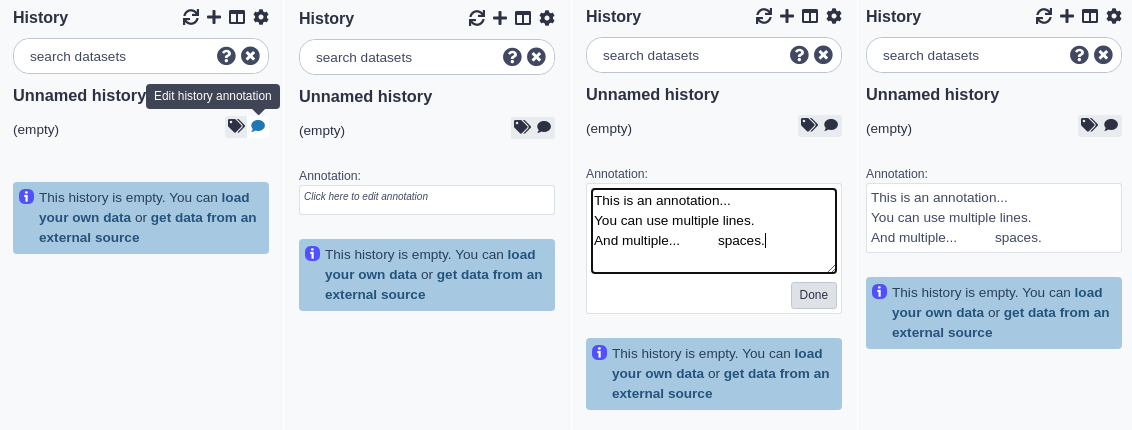 History
search datasets
Unnamed history
Edit history annotation
(empty)
This history is empty. You can load
your own data or get data from an
external source
History
search datasets
Unnamed history
(empty)
Annotation:
Click here to edit annotation
This history is empty. You can load
your own data or get data from an
external source
History
search datasets
Unnamed history
(empty)
Annotation:
This is an annotation...
You can use multiple lines.
And multiple...          spaces.
Done
This history is empty. You can load
your own data or get data from an
external source
History
search datasets
Unnamed history
(empty)
Annotation:
This is an annotation...
You can use multiple lines.
And multiple...          spaces.
This history is empty. You can load
your own data or get data from an
external source